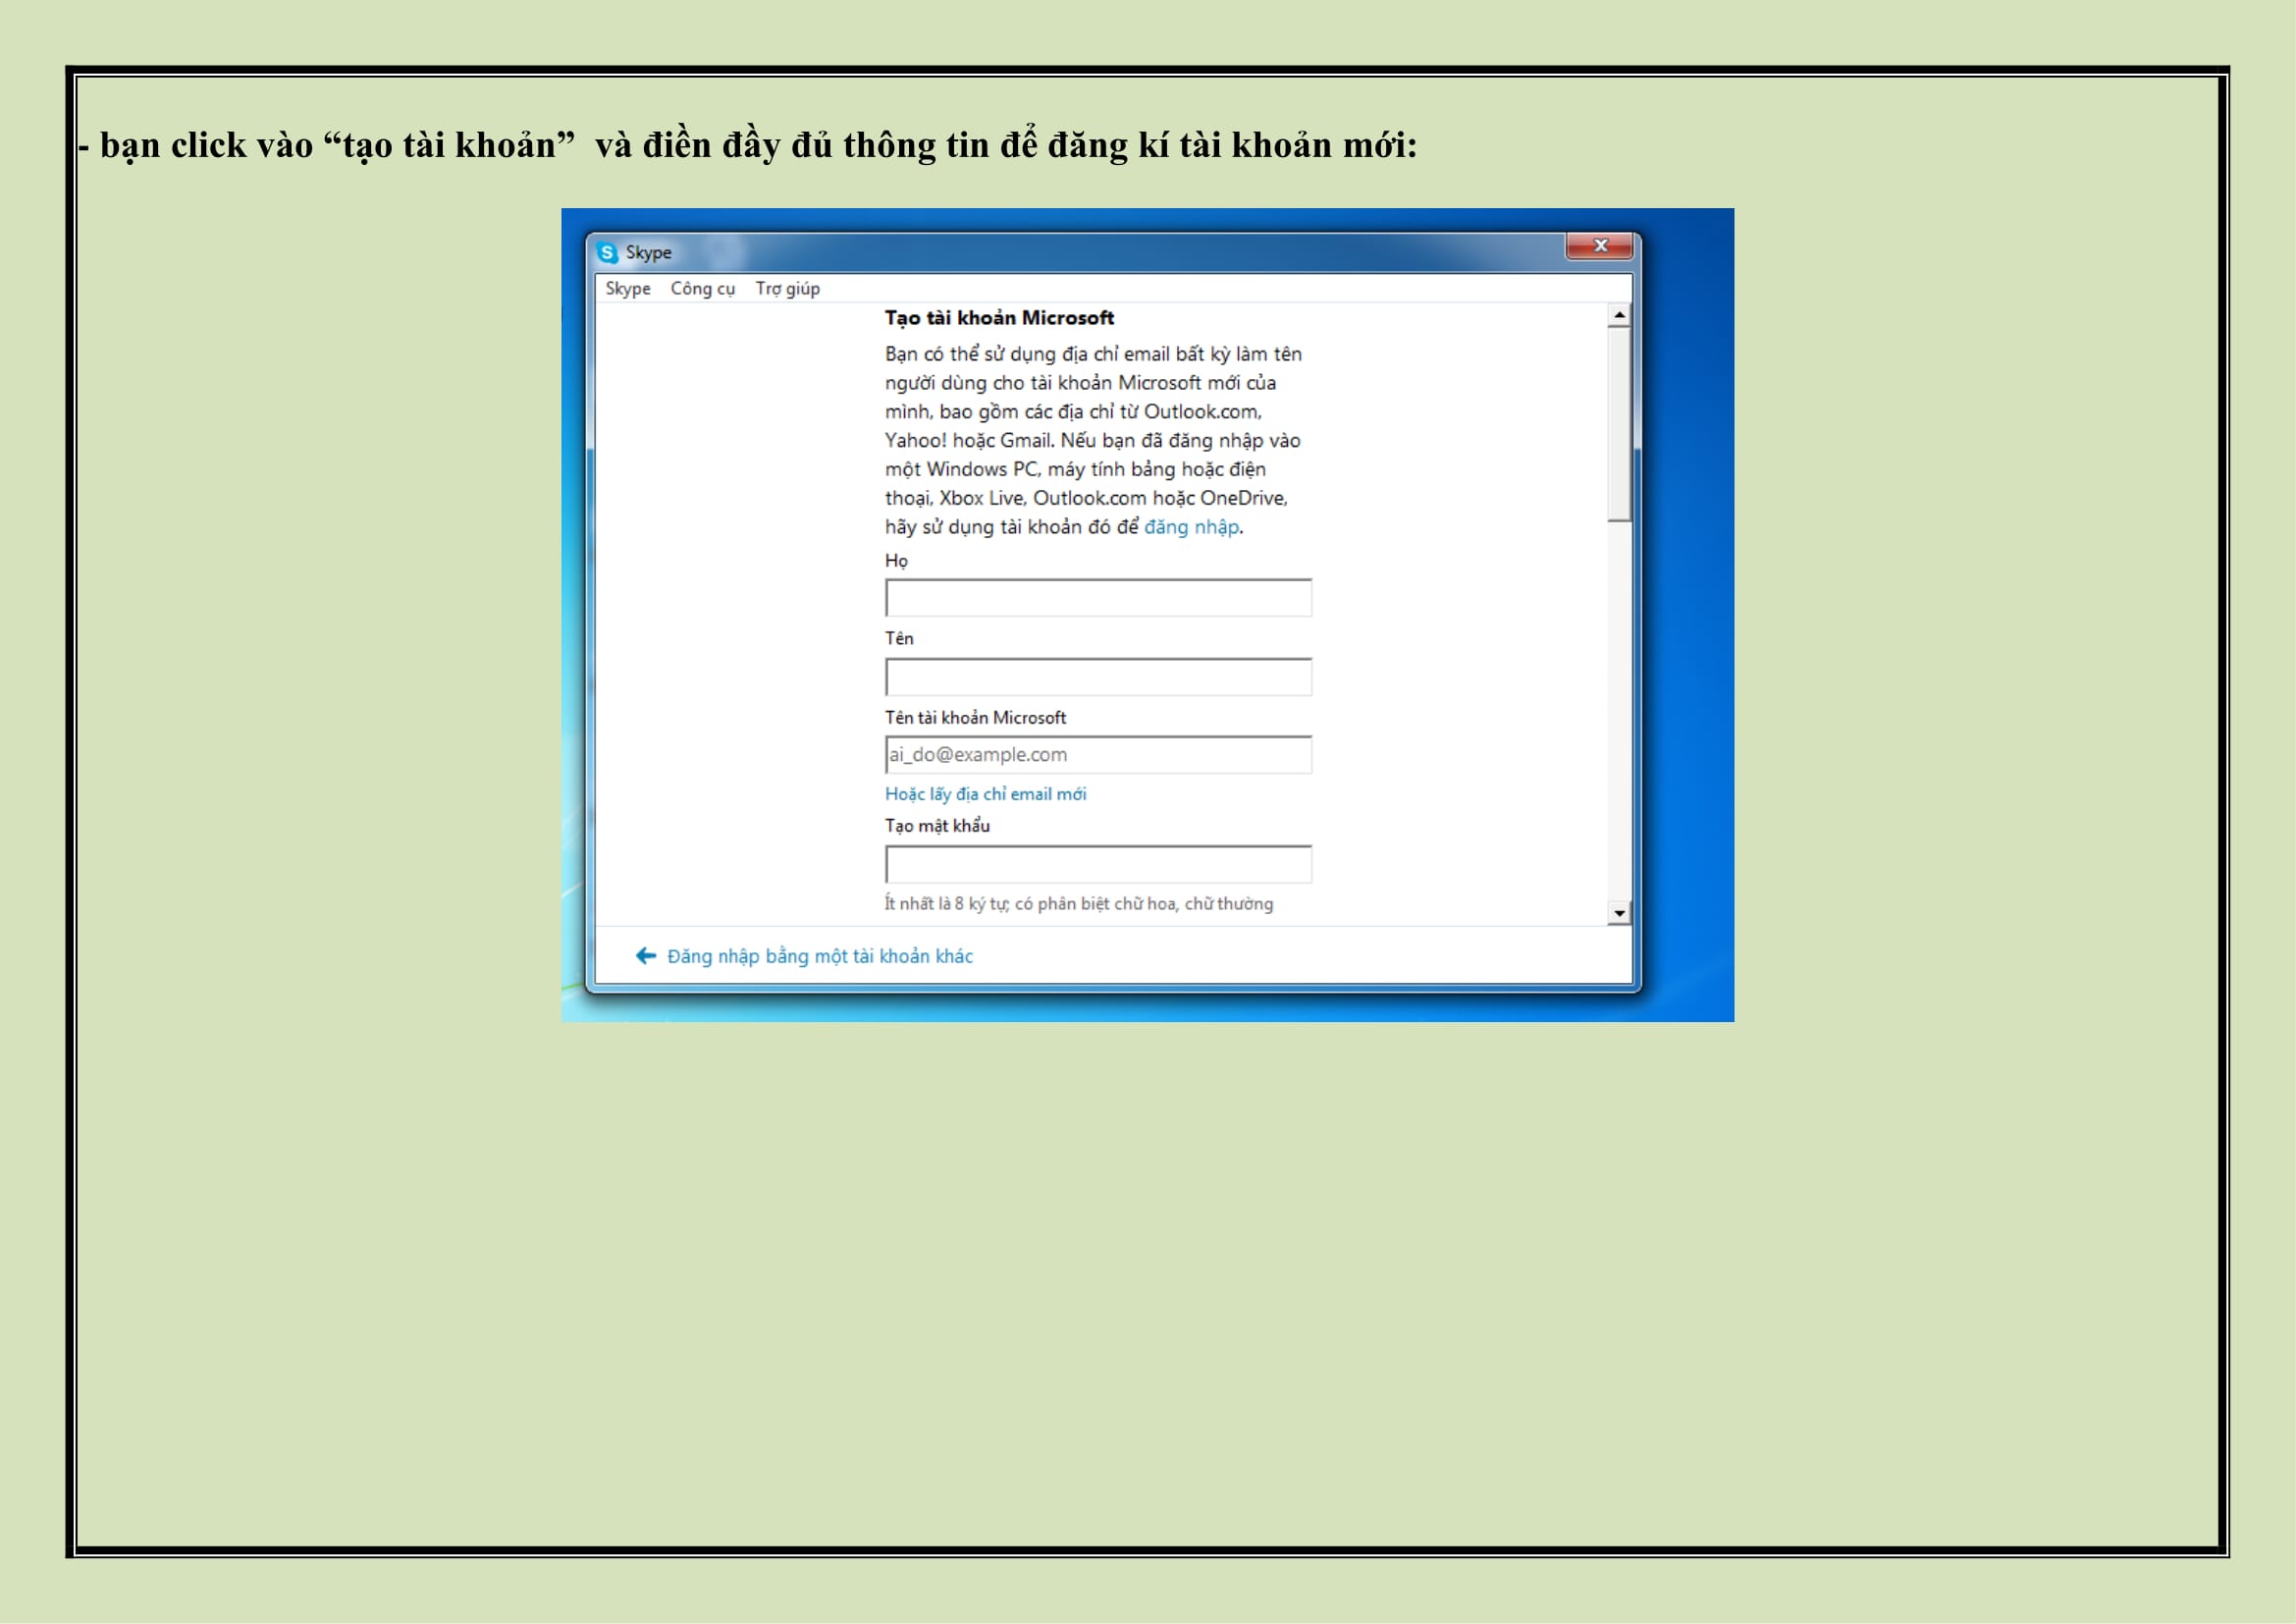 - bạn click vào “tạo tài khoản”  và điền đầy đủ thông tin để đăng kí tài khoản mới:
Skype
Skype Công cụ Trợ giúp
Tạo tài khoản Microsoft
Bạn có thể sử dụng địa chỉ email bất kỳ làm tên
người dùng cho tài khoản Microsoft mới của
mình, bao gồm các địa chỉ từ Outlook.com,
Yahoo! hoặc Gmail. Nếu bạn đã đăng nhập vào
một Windows PC, máy tính bảng hoặc điện
thoại, Xbox Live, Outlook.com hoặc OneDrive,
hãy sử dụng tài khoản đó để đăng nhập.
Họ
Tên
Tên tài khoản Microsoft
ai_do@example.com
Hoặc lấy địa chỉ email mới
Tạo mật khẩu
Ít nhất là 8 ký tự; có phân biệt chữ hoa, chữ thường
Đăng nhập bằng một tài khoản khác